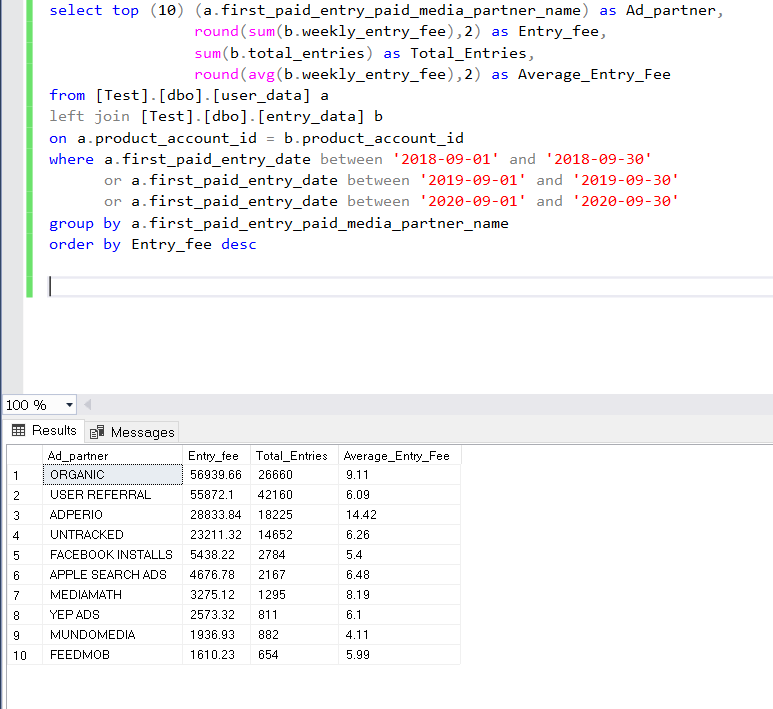 select top (10) (a.first_paid_entry_paid_media_partner_name) as Ad_partner,
round(sum(b.weekly_entry_fee),2) as Entry_fee,
sum(b.total_entries) as Total_Entries,
round(avg(b.weekly_entry_fee),2) as Average_Entry_Fee
from [Test].[dbo].[user_data] a
left join [Test].[dbo].[entry_data] b
on a.product_account_id = b.product_account_id
where a.first_paid_entry_date between '2018-09-01' and '2018-09-30'
or a.first_paid_entry_date between '2019-09-01' and '2019-09-30'
or a.first_paid_entry_date between '2020-09-01' and '2020-09-30'
group by a.first_paid_entry_paid_media_partner_name
order by Entry_fee desc
100 %
Results Messages
Ad_partner Entry_fee Total_Entries Average_Entry_Fee
1 ORGANIC 56939.66 26660 9.11
2 USER REFERRAL 55872.1 42160 6.09
3 ADPERIO 28833.84 18225 14.42
4 UNTRACKED 23211.32 14652 6.26
5 FACEBOOK INSTALLS 5438.22 2784 5.4
6 APPLE SEARCH ADS 4676.78 2167 6.48
7 MEDIAMATH 3275.12 1295 8.19
8 YEP ADS 2573.32 811 6.1
9 MUNDOMEDIA 1936.93 882 4.11
10 FEEDMOB 1610.23 654 5.99